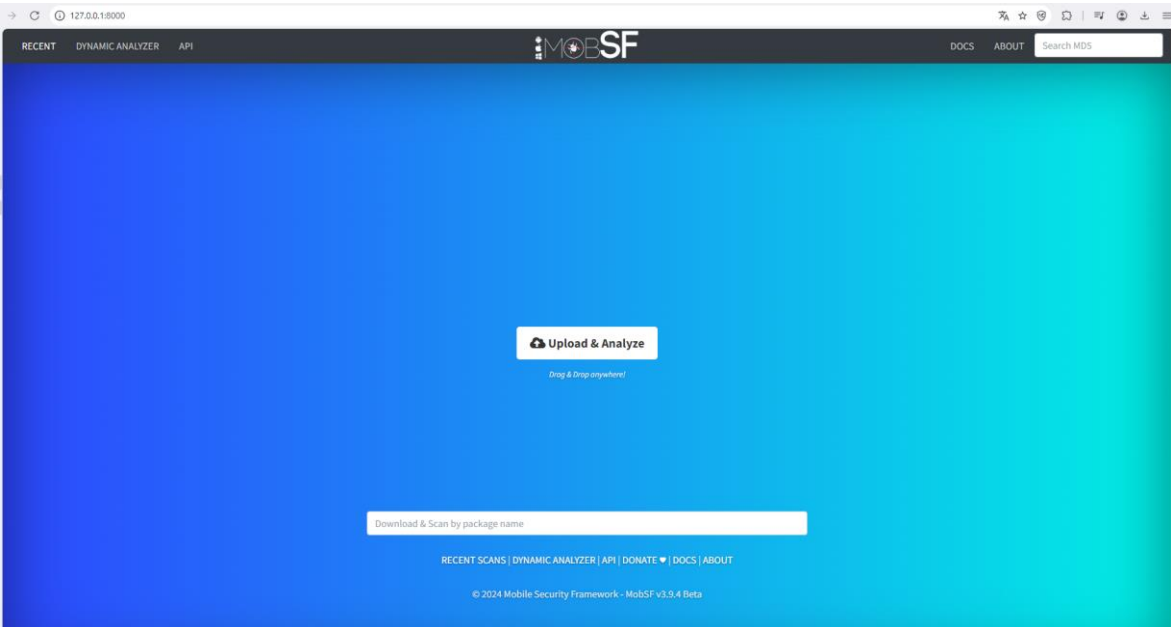 127.0.0.1:8000
RECENT DYNAMIC ANALYZER API MOBSF DOCS ABOUT Search MD5
Upload & Analyze
Drag & Drop anywhere!
Download & Scan by package name
RECENT SCANS | DYNAMIC ANALYZER | API | DONATE ♥ | DOCS | ABOUT
© 2024 Mobile Security Framework - MobSF v3.9.4 Beta